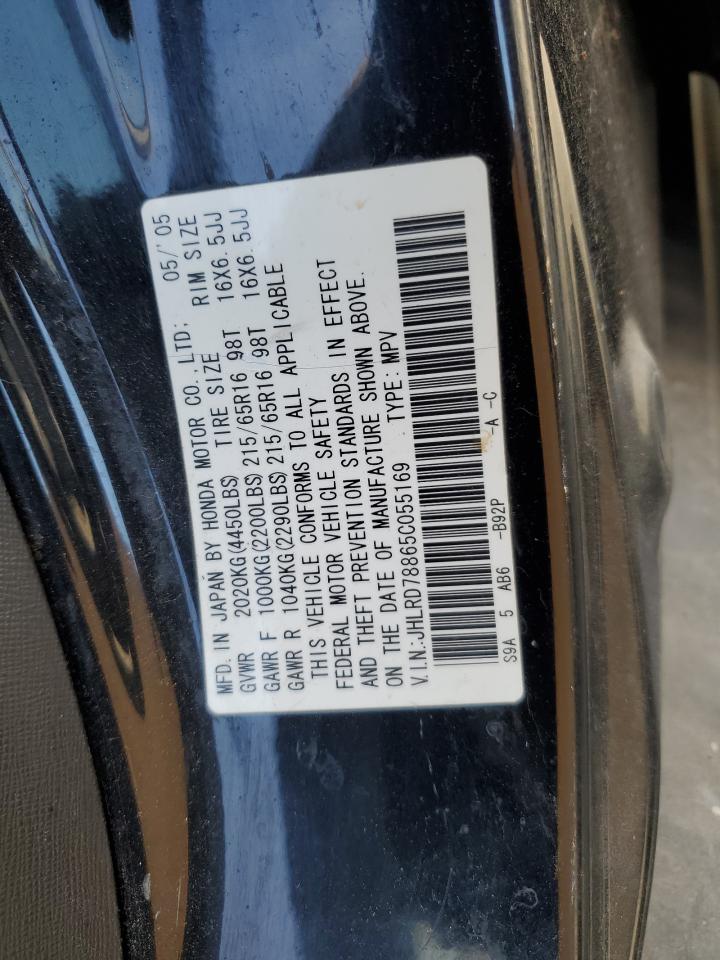 MFD. IN JAPAN BY HONDA MOTOR CO.,LTD; 05/'05
GVWR 2020KG(4450LBS) TIRE SIZE RIM SIZE
GAWR F 1000KG(2200LBS) 215/65R16 98T 16X6.5JJ
GAWR R 1040KG(2290LBS) 215/65R16 98T 16X6.5JJ
THIS VEHICLE CONFORMS TO ALL APPLICABLE
FEDERAL MOTOR VEHICLE SAFETY
AND THEFT PREVENTION STANDARDS IN EFFECT
ON THE DATE OF MANUFACTURE SHOWN ABOVE.
V.I.N.:JHLRD78865C055169 TYPE: MPV
S9A 5 AB6 -B92P -A -C